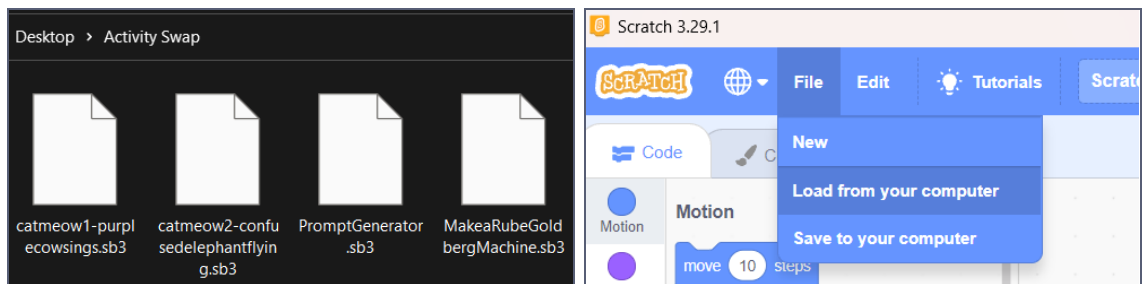 Desktop > Activity Swap
catmeow1-purpl
ecowsings.sb3
catmeow2-confu
sedelephantflyin
g.sb3
PromptGenerator
.sb3
MakeaRubeGold
bergMachine.sb3
Scratch 3.29.1
SCRATCH
File
Edit
Tutorials
Scrat
Code
C
New
Load from your computer
Save to your computer
Motion
Motion
move 10 steps